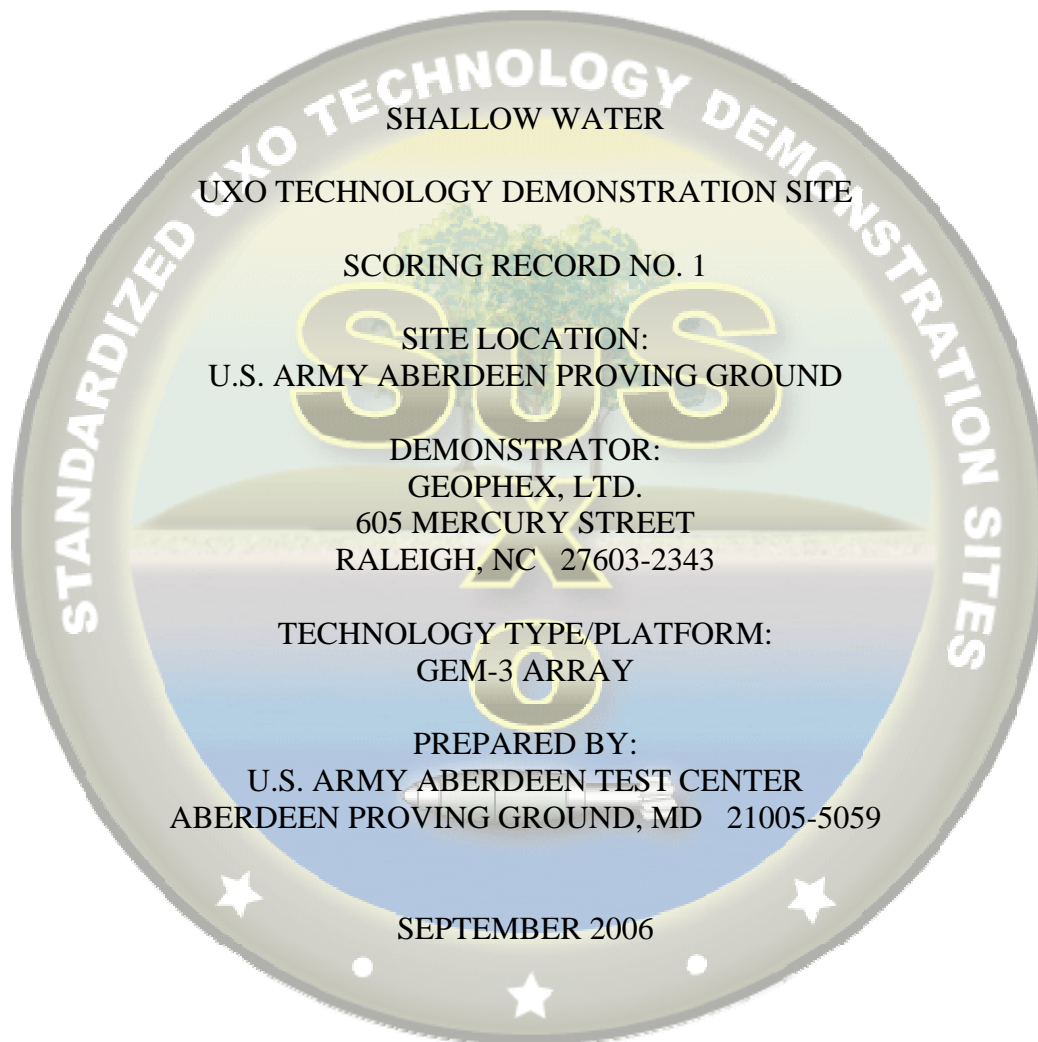 STANDARDIZED UXO TECHNOLOGY DEMONSTRATION SITES
SHALLOW WATER
UXO TECHNOLOGY DEMONSTRATION SITE
SCORING RECORD NO. 1
SITE LOCATION:
U.S. ARMY ABERDEEN PROVING GROUND
DEMONSTRATOR:
GEOPHEX, LTD.
605 MERCURY STREET
RALEIGH, NC 27603-2343
TECHNOLOGY TYPE/PLATFORM:
GEM-3 ARRAY
PREPARED BY:
U.S. ARMY ABERDEEN TEST CENTER
ABERDEEN PROVING GROUND, MD 21005-5059
SEPTEMBER 2006
SUS
X
O